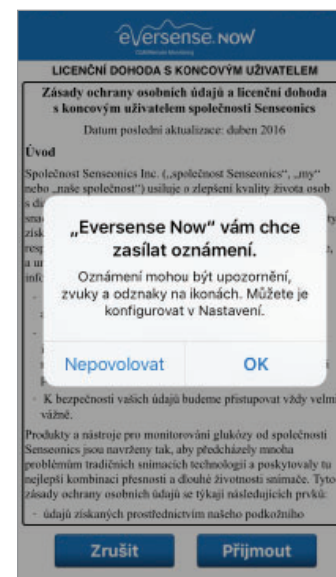 eversense. NOW
LICENČNÍ DOHODA S KONCOVÝM UŽIVATELEM
Zásady ochrany osobních údajů a licenční dohoda
s koncovým uživatelem společnosti Senseonics
Datum poslední aktualizace: duben 2016
Úvod
Společnost Senseonics Inc. („společnost Senseonics“, „my“
nebo „naše společnost“) usiluje o zlepšení kvality života osob
„Eversense Now“ vám chce
zasílat oznámení.
Oznámení mohou být upozornění,
zvuky a odznaky na ikonách. Můžete je
konfigurovat v Nastavení.
Nepovolovat
OK
- K bezpečnosti vašich údajů budeme přistupovat vždy velmi
vážně.
Produkty a nástroje pro monitorování glukózy od společnosti
Senseonics jsou navrženy tak, aby předcházely mnoha
problémům tradičních snímacích technologií a poskytovaly tu
nejlepší kombinaci přesnosti a dlouhé životnosti snímače. Tyto
zásady ochrany osobních údajů se týkají následujících prvků:
- údajů získaných prostřednictvím našeho podkožního
Zrušit
Přijmout